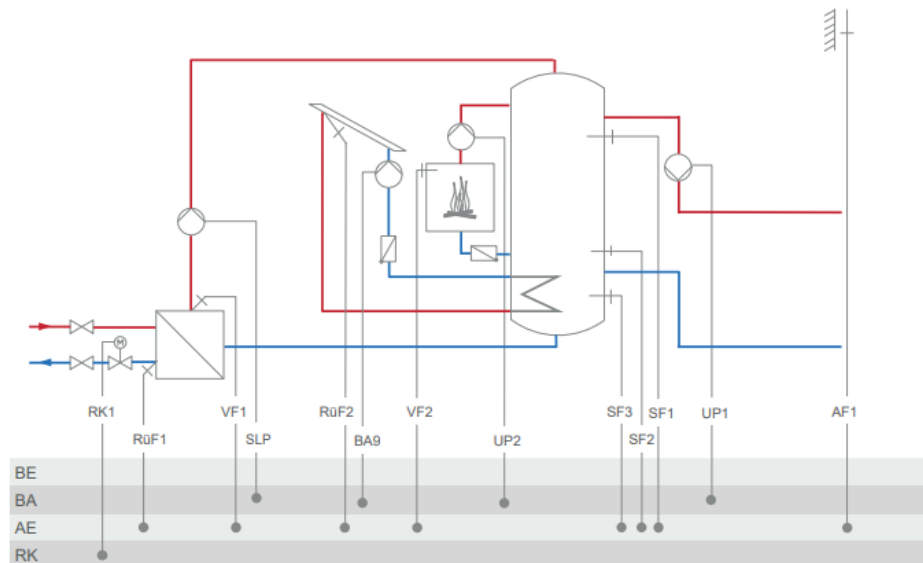 M
RK1
VF1
RüF2
VF2
SF3
SF1
UP1
AF1
RüF1
SLP
BA9
UP2
SF2
BE
BA
AE
RK